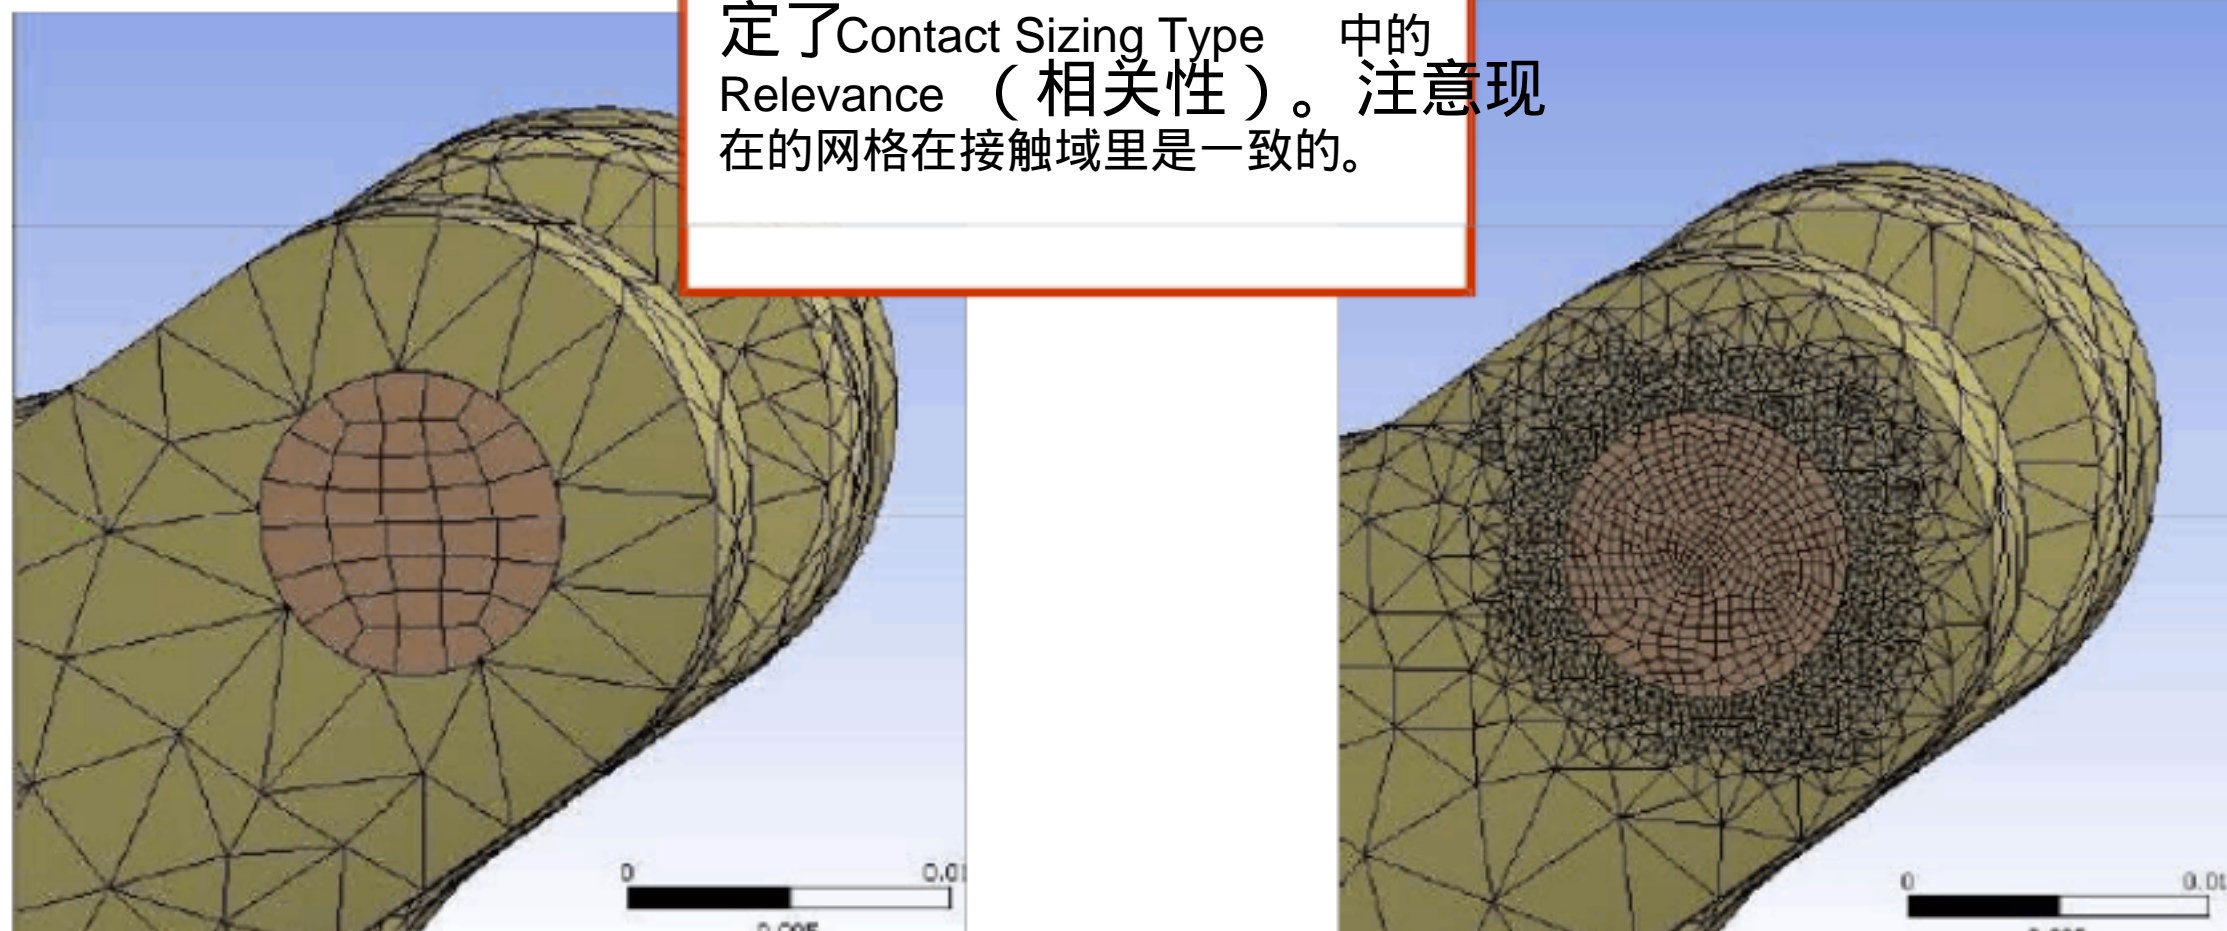 定了Contact Sizing Type 中的
Relevance （相关性）。注意现
在的网格在接触域里是一致的。
0
0.01
0